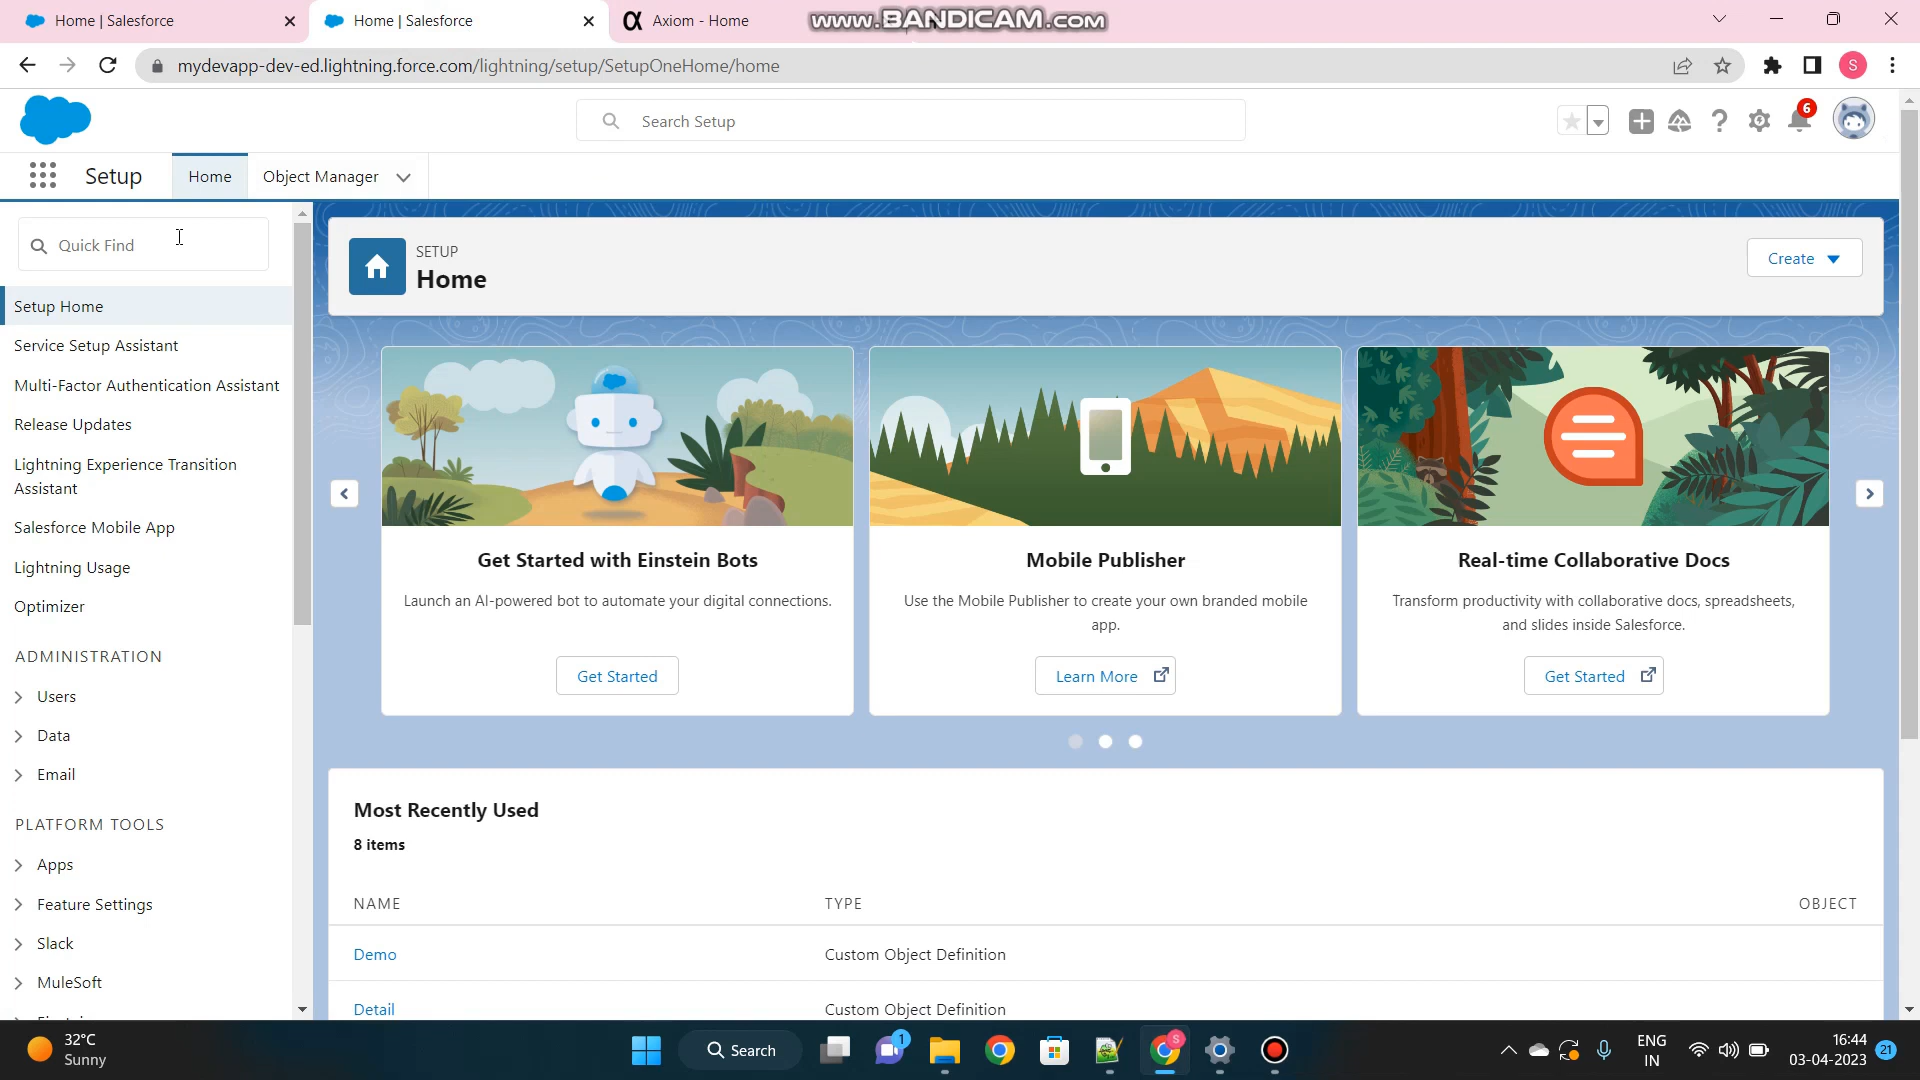 Home | Salesforce
Home | Salesforce
Axiom - Home
www.BANDICAM.com
mydevapp-dev-ed.lightning.force.com/lightning/setup/SetupOneHome/home
S
Search Setup
6
Setup
Home
Object Manager
Quick Find
Setup Home
Service Setup Assistant
Multi-Factor Authentication Assistant
Release Updates
Lightning Experience Transition
Assistant
Salesforce Mobile App
Lightning Usage
Optimizer
ADMINISTRATION
Users
Data
Email
PLATFORM TOOLS
Apps
Feature Settings
Slack
MuleSoft
SETUP
Home
Create
Get Started with Einstein Bots
Launch an AI-powered bot to automate your digital connections.
Get Started
Mobile Publisher
Use the Mobile Publisher to create your own branded mobile
app.
Learn More
Real-time Collaborative Docs
Transform productivity with collaborative docs, spreadsheets,
and slides inside Salesforce.
Get Started
Most Recently Used
8 items
NAME
TYPE
OBJECT
Demo
Custom Object Definition
Detail
Custom Object Definition
32°C
Sunny
Search
1
S
ENG
IN
16:44
03-04-2023
21